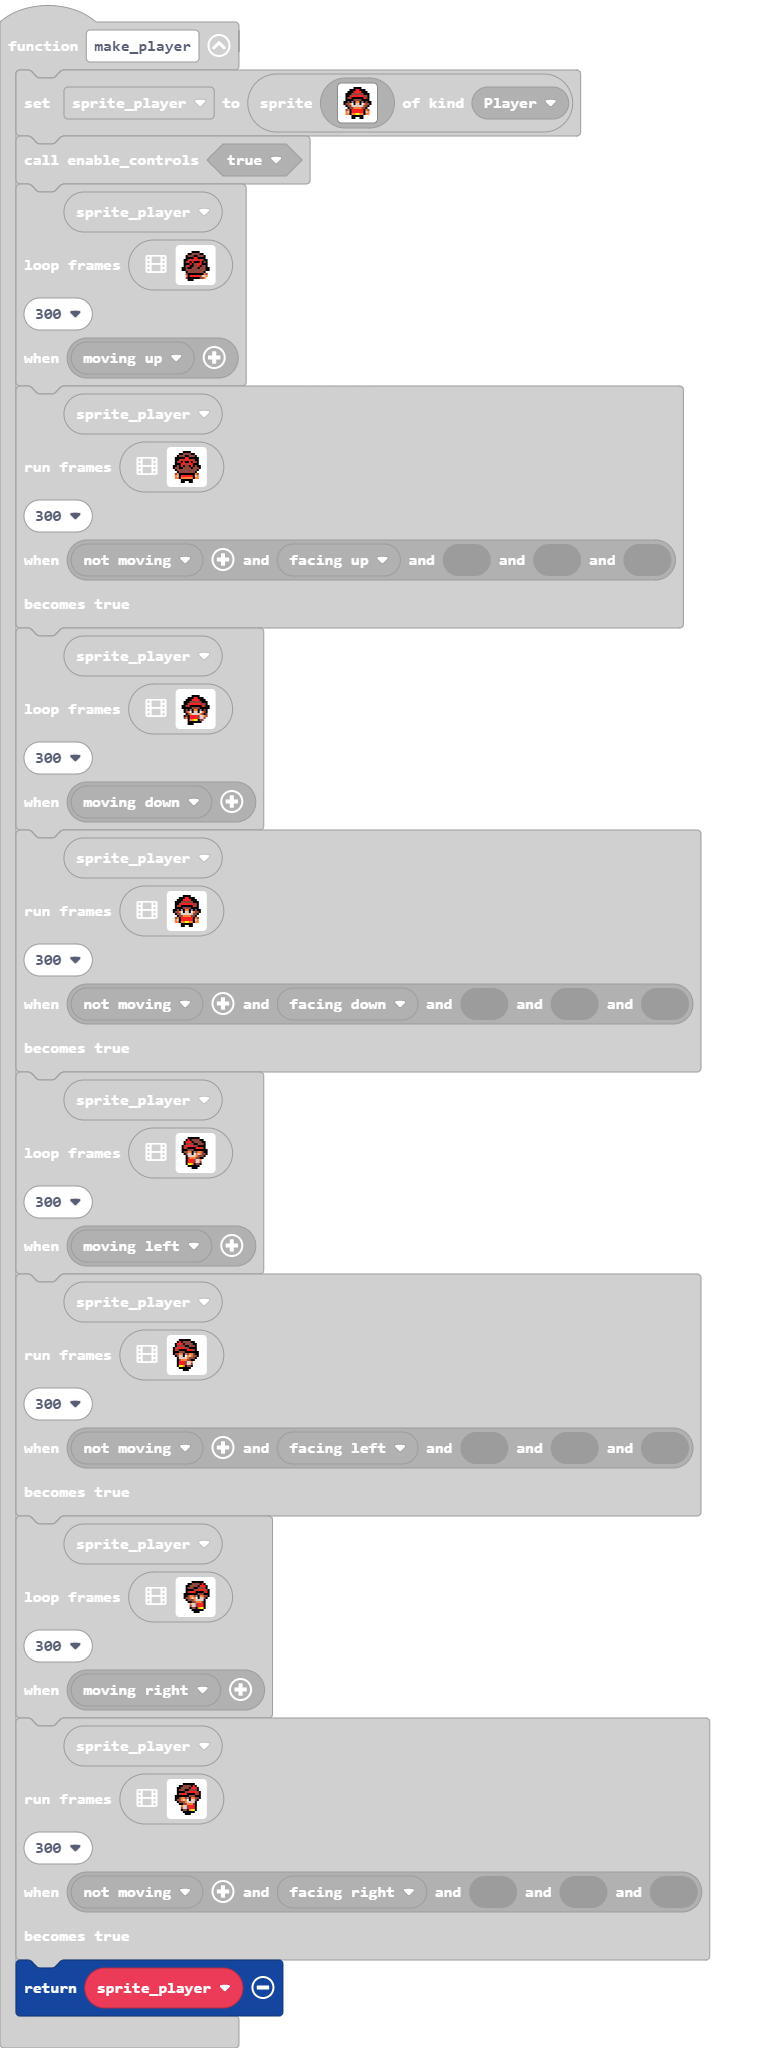 function make_player
set sprite_player to sprite of kind Player
call enable_controls true
sprite_player
loop frames
300
when moving up
sprite_player
run frames
300
when not moving and facing up and and and
becomes true
sprite_player
loop frames
300
when moving down
sprite_player
run frames
300
when not moving and facing down and and and
becomes true
sprite_player
loop frames
300
when moving left
sprite_player
run frames
300
when not moving and facing left and and and
becomes true
sprite_player
loop frames
300
when moving right
sprite_player
run frames
300
when not moving and facing right and and and
becomes true
return sprite_player